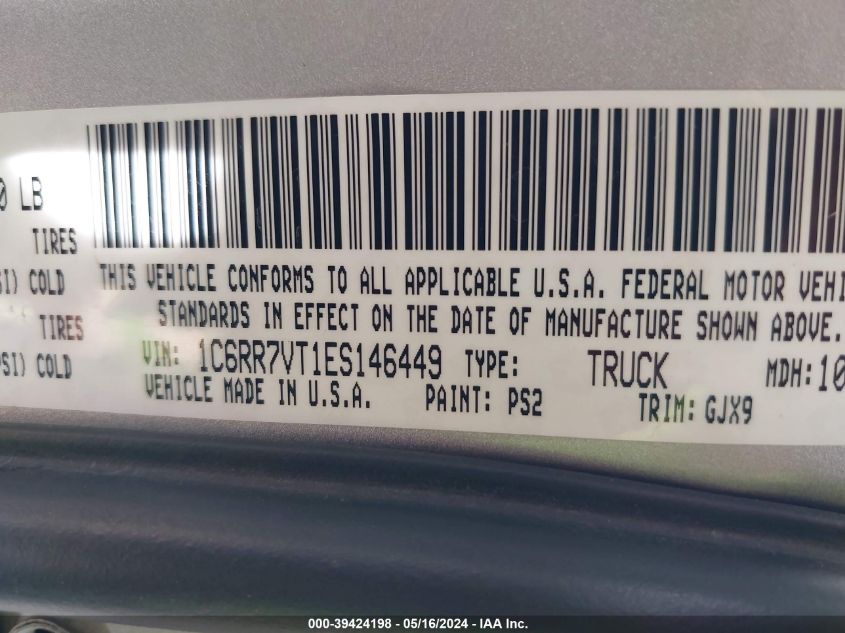 0 LB
TIRES
SI) COLD
THIS VEHICLE CONFORMS TO ALL APPLICABLE U.S.A. FEDERAL MOTOR VEHI
TIRES
STANDARDS IN EFFECT ON THE DATE OF MANUFACTURE SHOWN ABOVE.
PSI) COLD
VIN: 1C6RR7VT1ES146449 TYPE: TRUCK MDH: 10
VEHICLE MADE IN U.S.A. PAINT: PS2 TRIM: GJX9
000-39424198 - 05/16/2024 - IAA Inc.